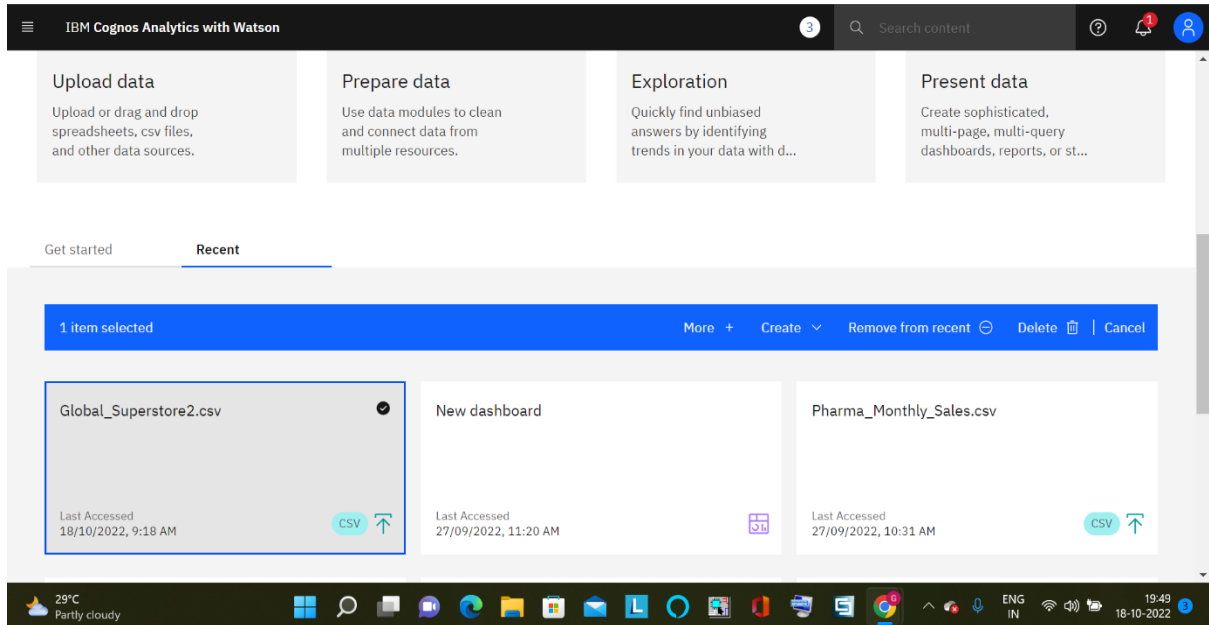 IBM Cognos Analytics with Watson
3
Search content
1
Upload data
Upload or drag and drop
spreadsheets, csv files,
and other data sources.
Prepare data
Use data modules to clean
and connect data from
multiple resources.
Exploration
Quickly find unbiased
answers by identifying
trends in your data with d...
Present data
Create sophisticated,
multi-page, multi-query
dashboards, reports, or st...
Get started
Recent
1 item selected
More +
Create
Remove from recent
Delete
Cancel
Global_Superstore2.csv
Last Accessed
18/10/2022, 9:18 AM
CSV
New dashboard
Last Accessed
27/09/2022, 11:20 AM
Pharma_Monthly_Sales.csv
Last Accessed
27/09/2022, 10:31 AM
CSV
29°C
Partly cloudy
L
G
ENG
IN
19:49
18-10-2022
3